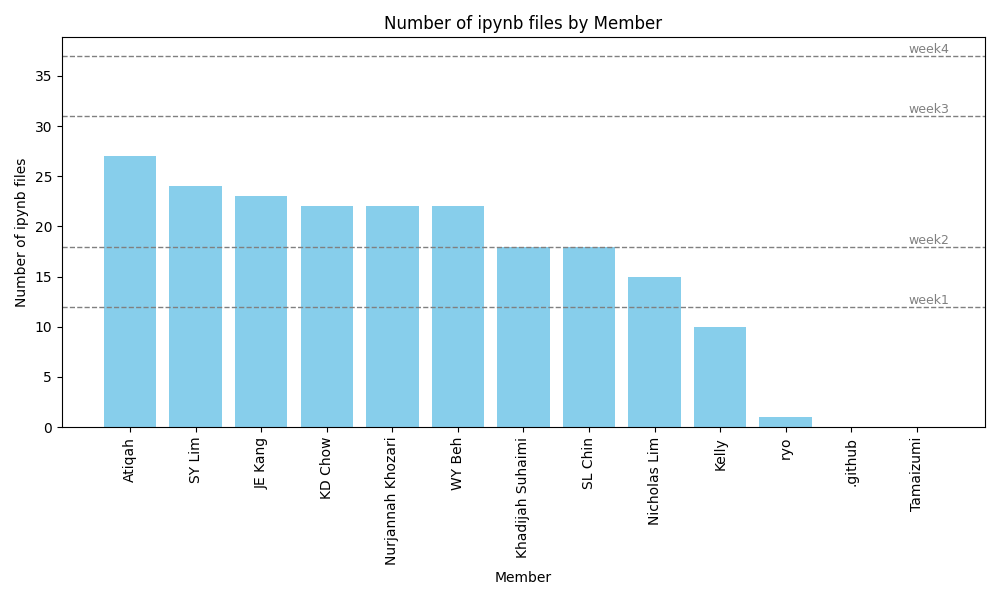 Number of ipynb files by Member
week4
week3
week2
week1
35
30
25
20
15
10
5
0
Number of ipynb files
Atiqah
SY Lim
JE Kang
KD Chow
Nurjannah Khozari
WY Beh
Khadijah Suhaimi
SL Chin
Nicholas Lim
Kelly
ryo
.github
Tamaizumi
Member